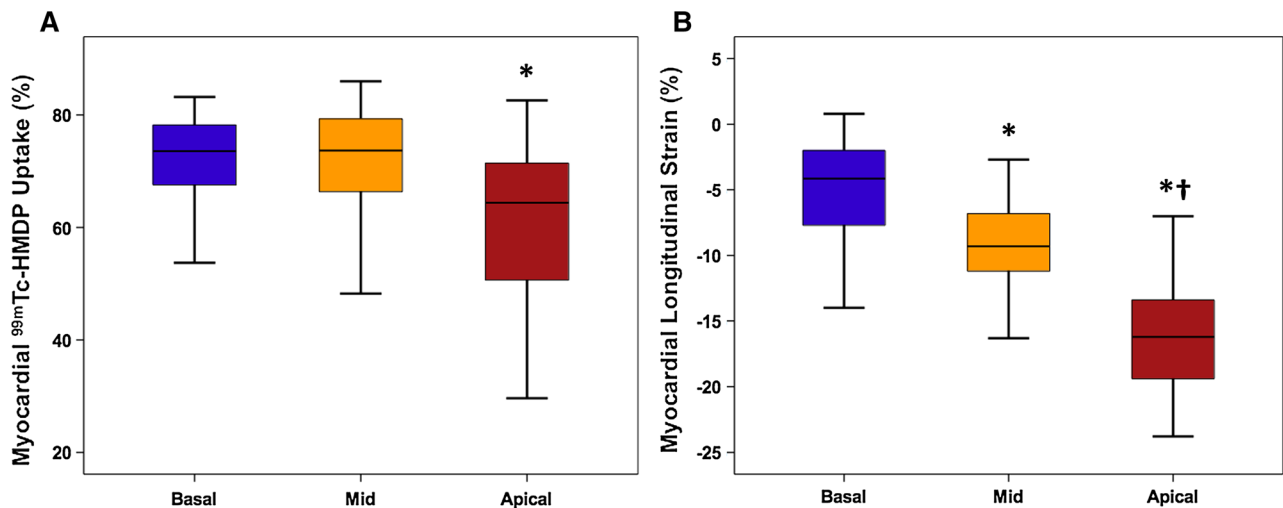 A
Myocardial ⁹⁹ᵐTc-HMDP Uptake (%)
80
60
40
20
*
Basal
Mid
Apical
B
Myocardial Longitudinal Strain (%)
5
0
-5
-10
-15
-20
-25
*
*†
Basal
Mid
Apical